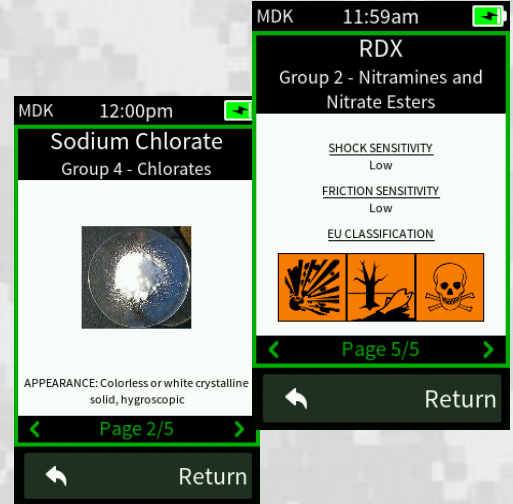 MDK 12:00pm
Sodium Chlorate
Group 4 - Chlorates
APPEARANCE: Colorless or white crystalline
solid, hygroscopic
Page 2/5
Return
MDK 11:59am
RDX
Group 2 - Nitramines and
Nitrate Esters
SHOCK SENSITIVITY
Low
FRICTION SENSITIVITY
Low
EU CLASSIFICATION
Page 5/5
Return